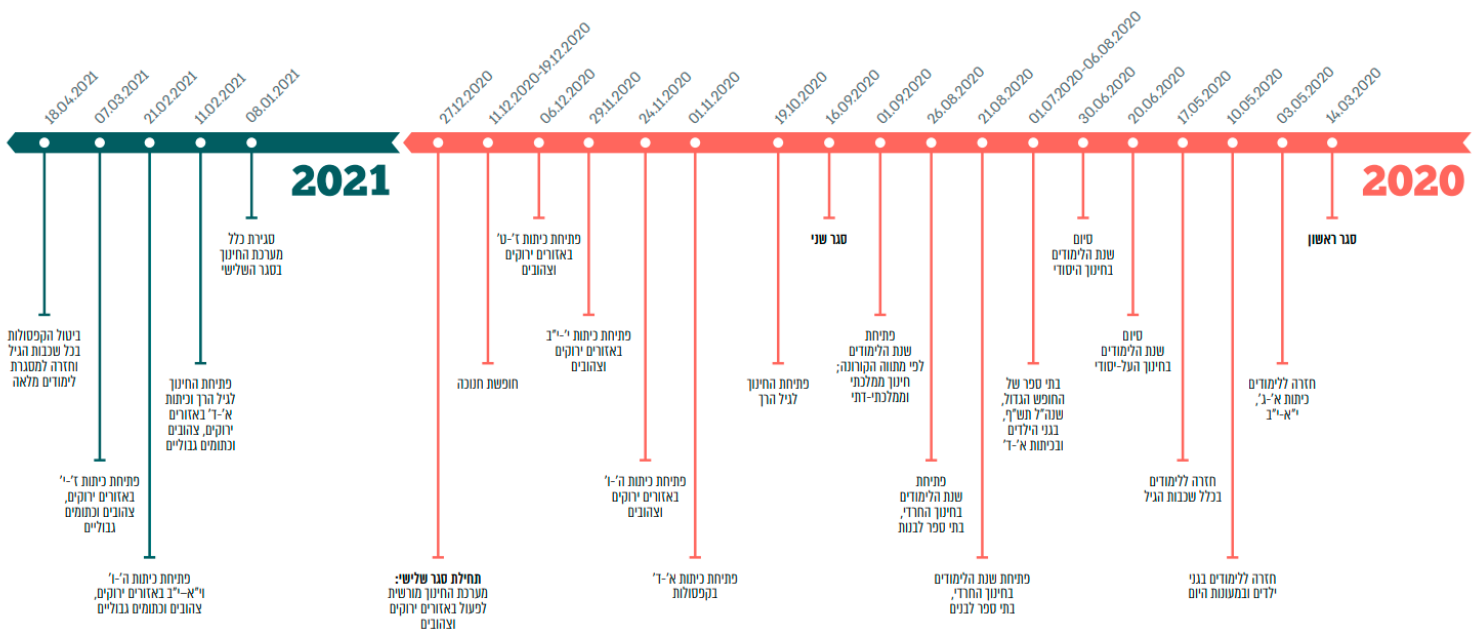 14.03.2020
03.05.2020
10.05.2020
17.05.2020
20.06.2020
30.06.2020
01.07.2020-06.08.2020
21.08.2020
26.08.2020
01.09.2020
16.09.2020
19.10.2020
01.11.2020
24.11.2020
29.11.2020
06.12.2020
11.12.2020-19.12.2020
27.12.2020
08.01.2021
11.02.2021
21.02.2021
07.03.2021
18.04.2021
2020
2021
סגר ראשון
חזרה ללימודים
כיתות א'-ג',
י"א-י"ב
חזרה ללימודים בגני
ילדים ובמעונות היום
חזרה ללימודים
בכלל שכבות הגיל
סיום
שנת הלימודים
בחינוך העל-יסודי
סיום
שנת הלימודים
בחינוך היסודי
בתי ספר של
החופש הגדול,
שנה"ל תש"ף,
בגני הילדים
ובכיתות א'-ד'
פתיחת שנת הלימודים
בחינוך החרדי,
בתי ספר לבנים
פתיחת
שנת הלימודים
בחינוך החרדי,
בתי ספר לבנות
פתיחת
שנת הלימודים
לפי מתווה הקורונה;
חינוך ממלכתי
וממלכתי-דתי
סגר שני
פתיחת החינוך
לגיל הרך
פתיחת כיתות א'-ד'
בקפסולות
פתיחת כיתות ה'-ו'
באזורים ירוקים
וצהובים
פתיחת כיתות י'-י"ב
באזורים ירוקים
וצהובים
פתיחת כיתות ז'-ט'
באזורים ירוקים
וצהובים
חופשת חנוכה
תחילת סגר שלישי:
מערכת החינוך מורשית
לפעול באזורים ירוקים
וצהובים
סגירת כלל
מערכת החינוך
בסגר השלישי
פתיחת החינוך
לגיל הרך וכיתות
א'-ד' באזורים
ירוקים, צהובים
וכתומים גבוליים
פתיחת כיתות ה'-ו'
וי"א–י"ב באזורים ירוקים,
צהובים וכתומים גבוליים
פתיחת כיתות ז'-י'
באזורים ירוקים,
צהובים וכתומים
גבוליים
ביטול הקפסולות
בכל שכבות הגיל
וחזרה למסגרת
לימודים מלאה